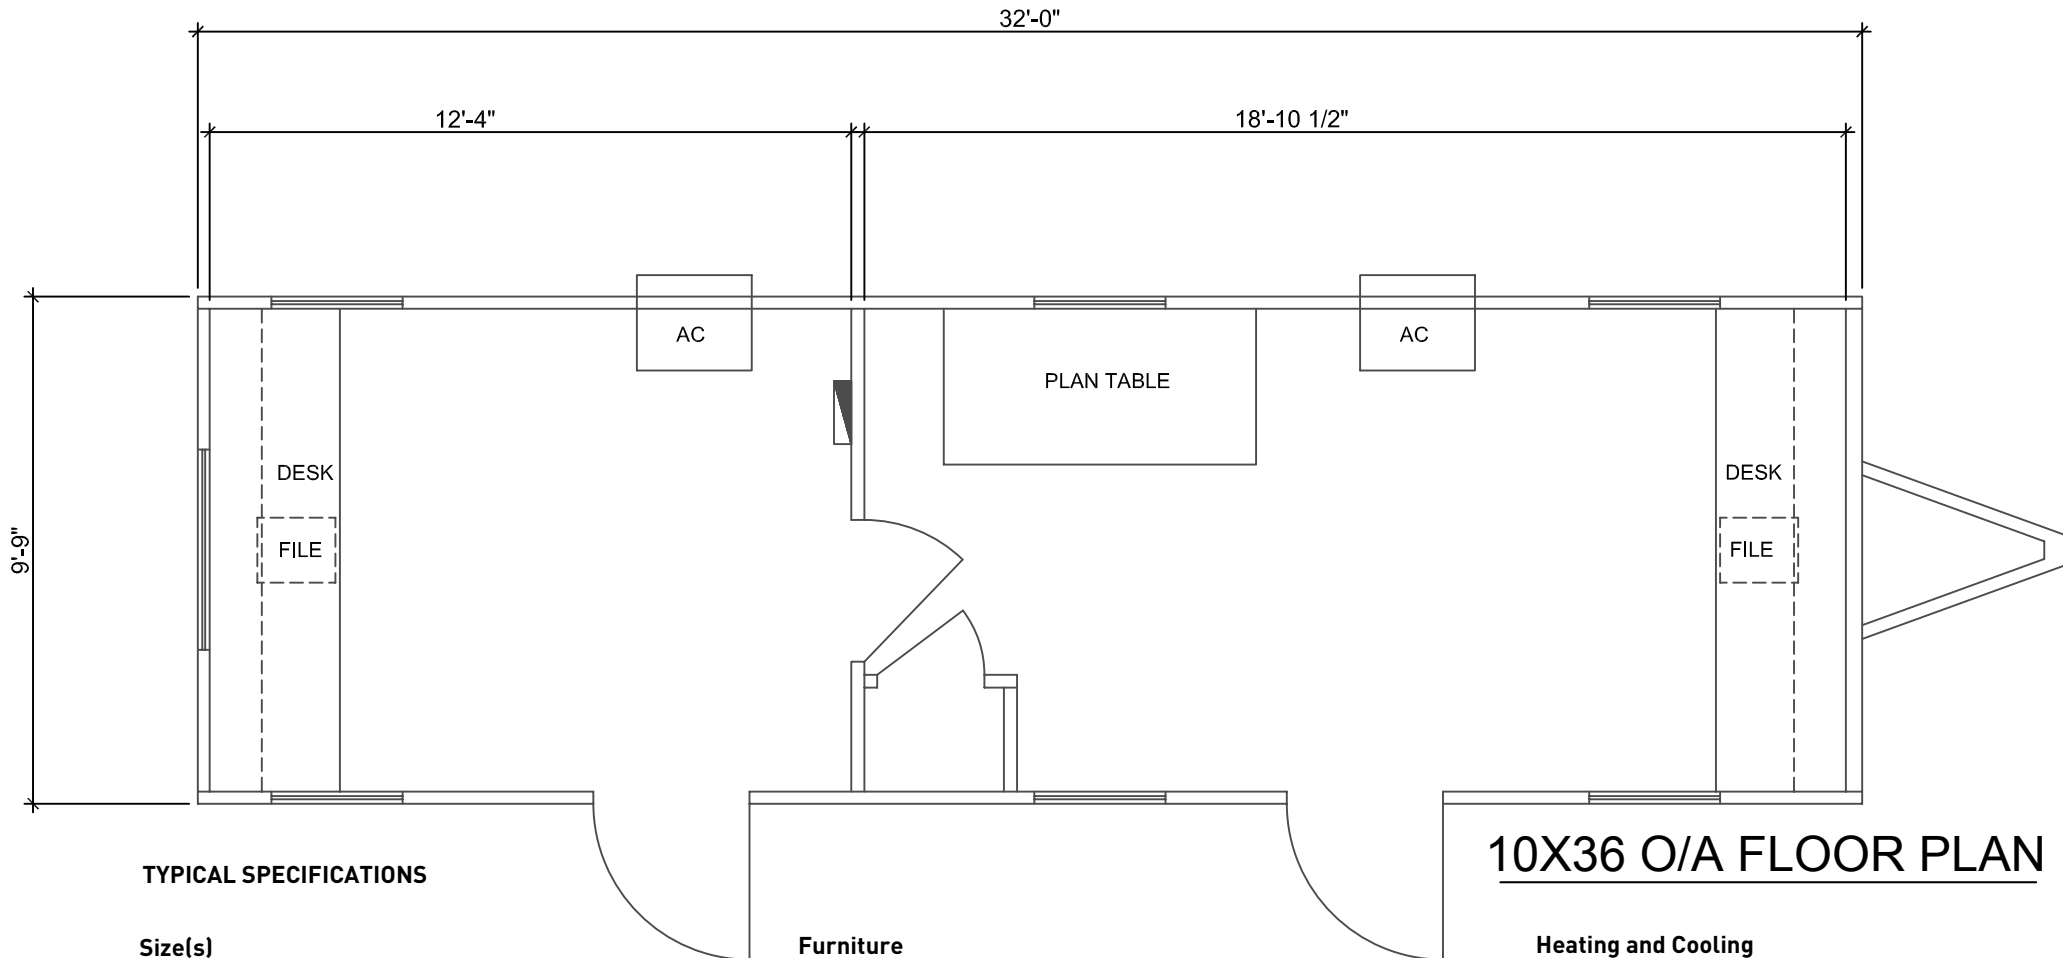 32'-0"
12'-4"
18'-10 1/2"
AC
AC
PLAN TABLE
DESK
DESK
9'-9"
FILE
FILE
10X36 O/A FLOOR PLAN
TYPICAL SPECIFICATIONS
Size(s)
Furniture
Heating and Cooling